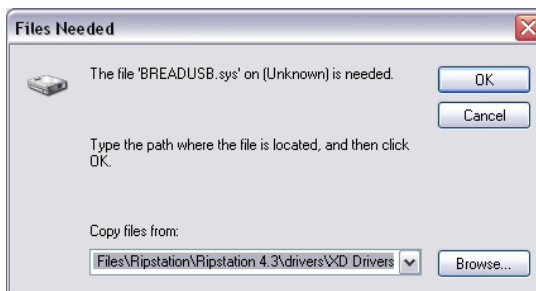 Files Needed
The file 'BREADUSB.sys' on (Unknown) is needed.
OK
Cancel
Type the path where the file is located, and then click
OK.
Copy files from:
Files\Ripstation\Ripstation 4.3\drivers\XD Drivers
Browse...